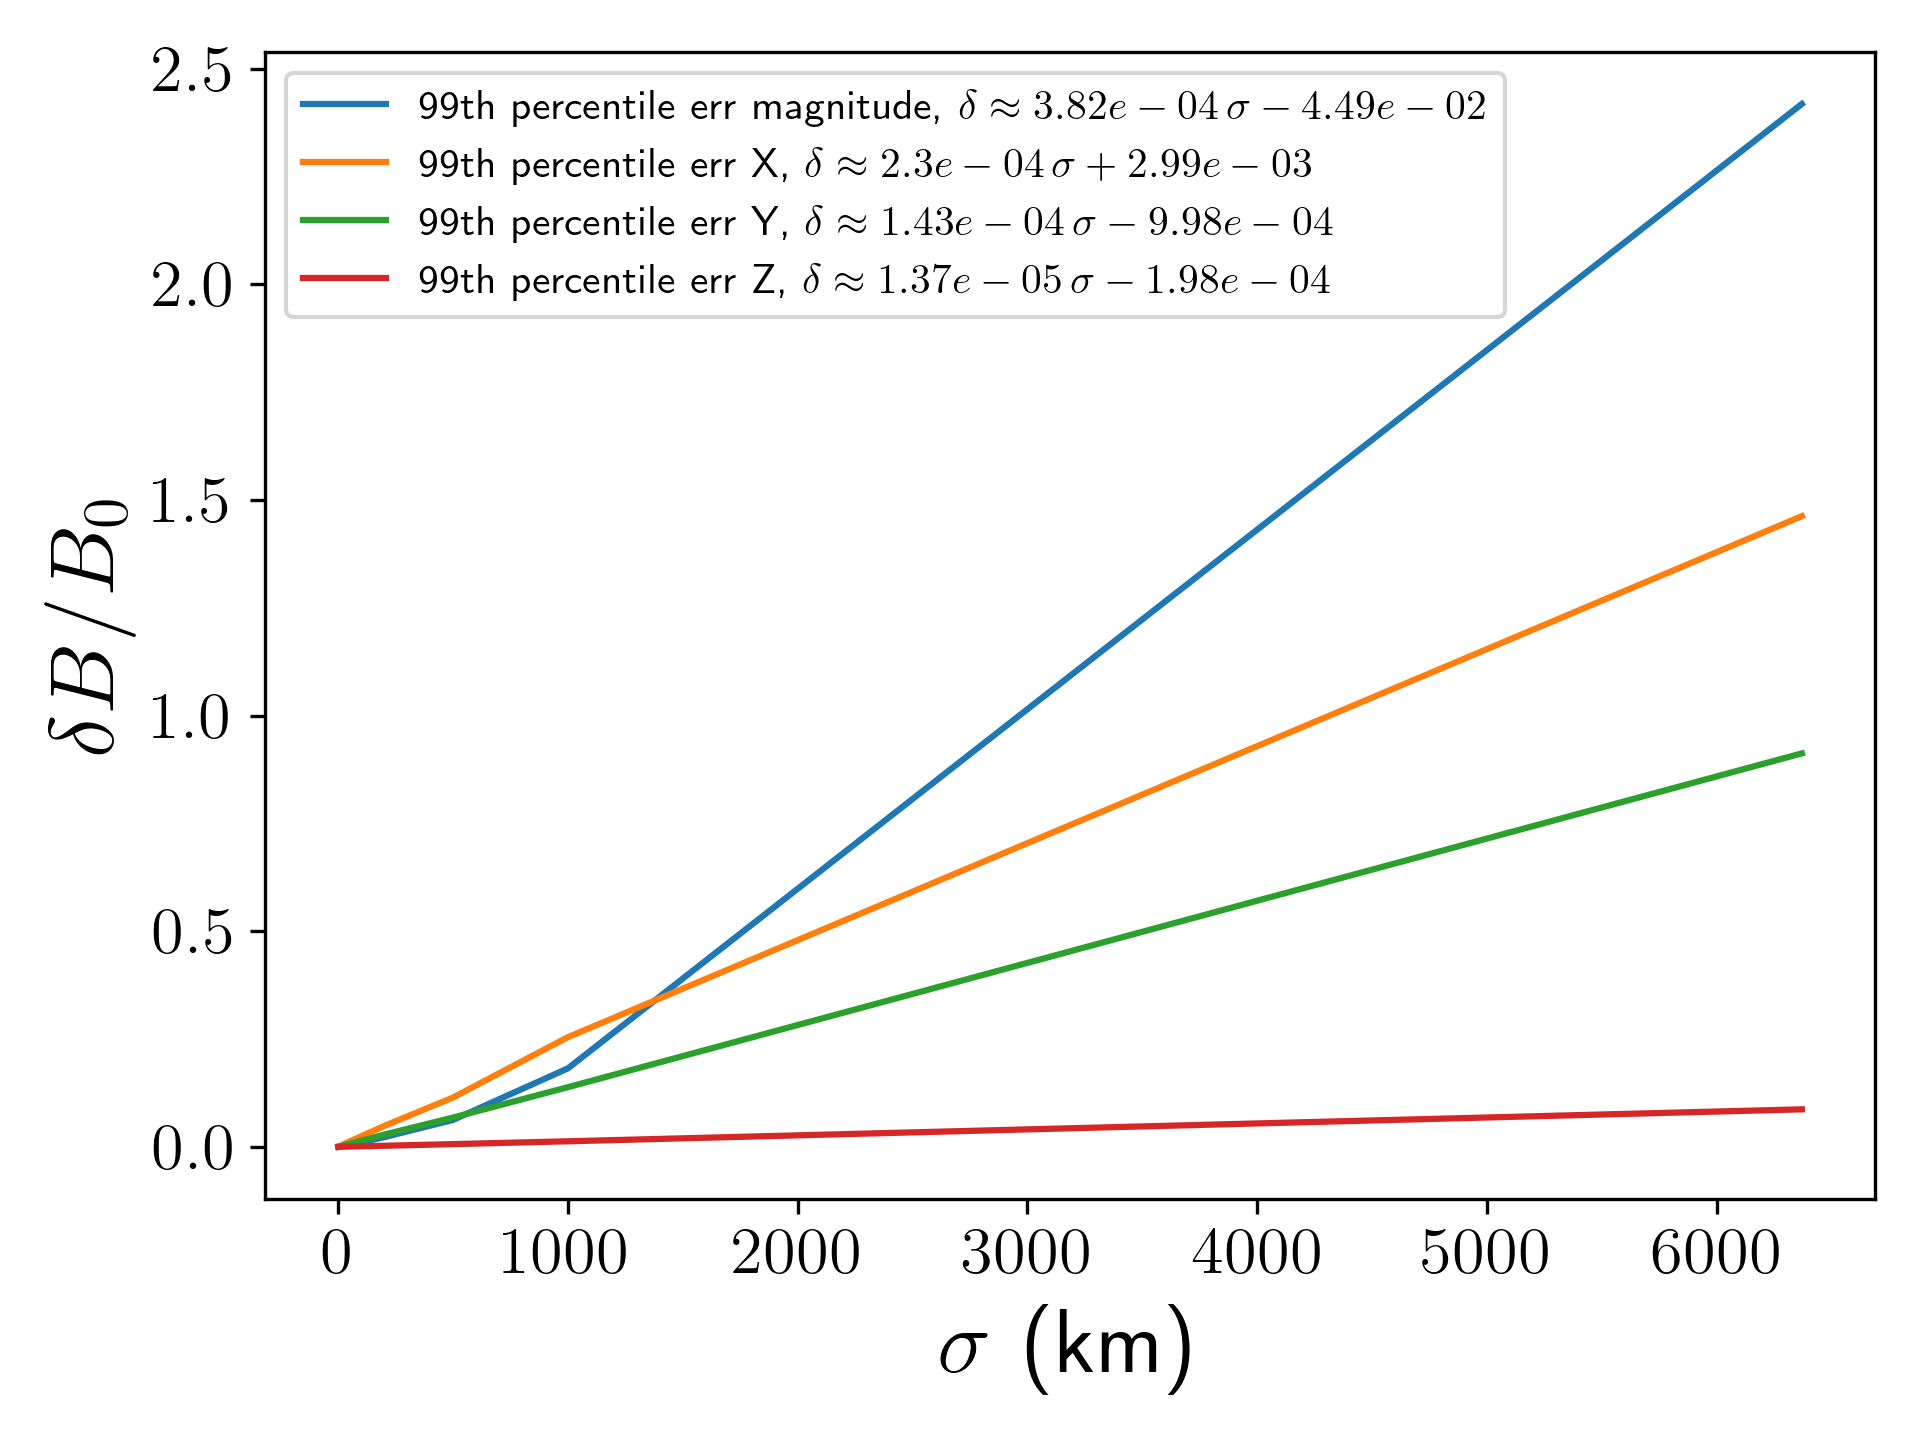 99th percentile err magnitude, δ ≈ 3.82e − 04 σ − 4.49e − 02
99th percentile err X, δ ≈ 2.3e − 04 σ + 2.99e − 03
99th percentile err Y, δ ≈ 1.43e − 04 σ − 9.98e − 04
99th percentile err Z, δ ≈ 1.37e − 05 σ − 1.98e − 04
δB/B₀
2.5
2.0
1.5
1.0
0.5
0.0
0 1000 2000 3000 4000 5000 6000
σ (km)